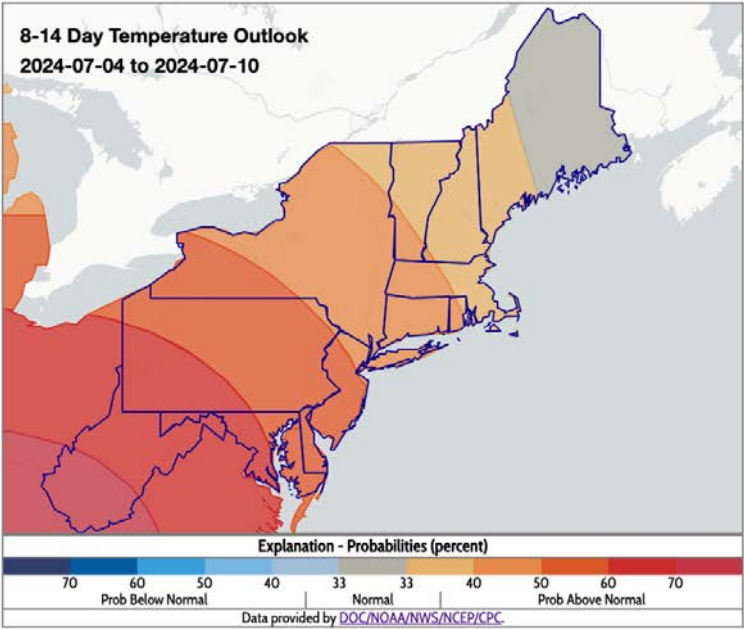 8-14 Day Temperature Outlook
2024-07-04 to 2024-07-10
Explanation - Probabilities (percent)
70 60 50 40 33 33 40 50 60 70
Prob Below Normal Normal Prob Above Normal
Data provided by DOC/NOAA/NWS/NCEP/CPC.